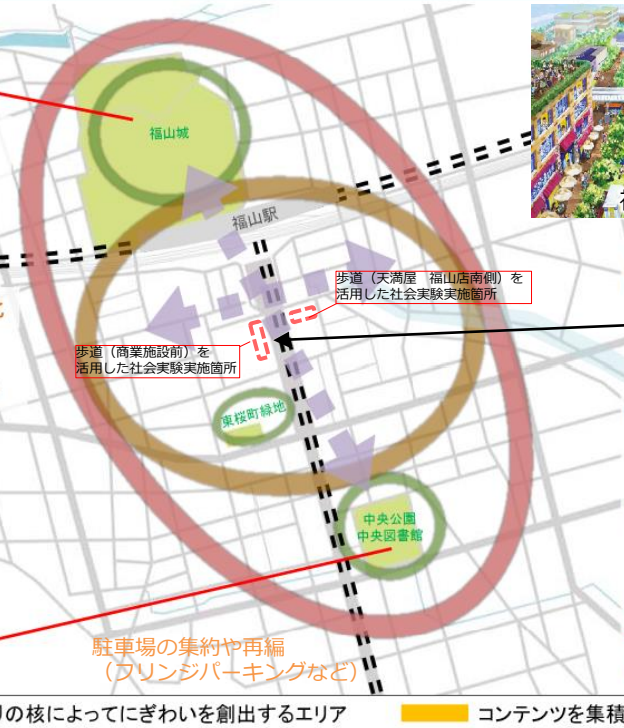 福山城
福山駅
歩道（天満屋　福山店南側）を
活用した社会実験実施箇所
歩道（商業施設前）を
活用した社会実験実施箇所
東桜町緑地
中央公園
中央図書館
駐車場の集約や再編
（フリンジパーキングなど）
の核によってにぎわいを創出するエリア
コンテンツを集積